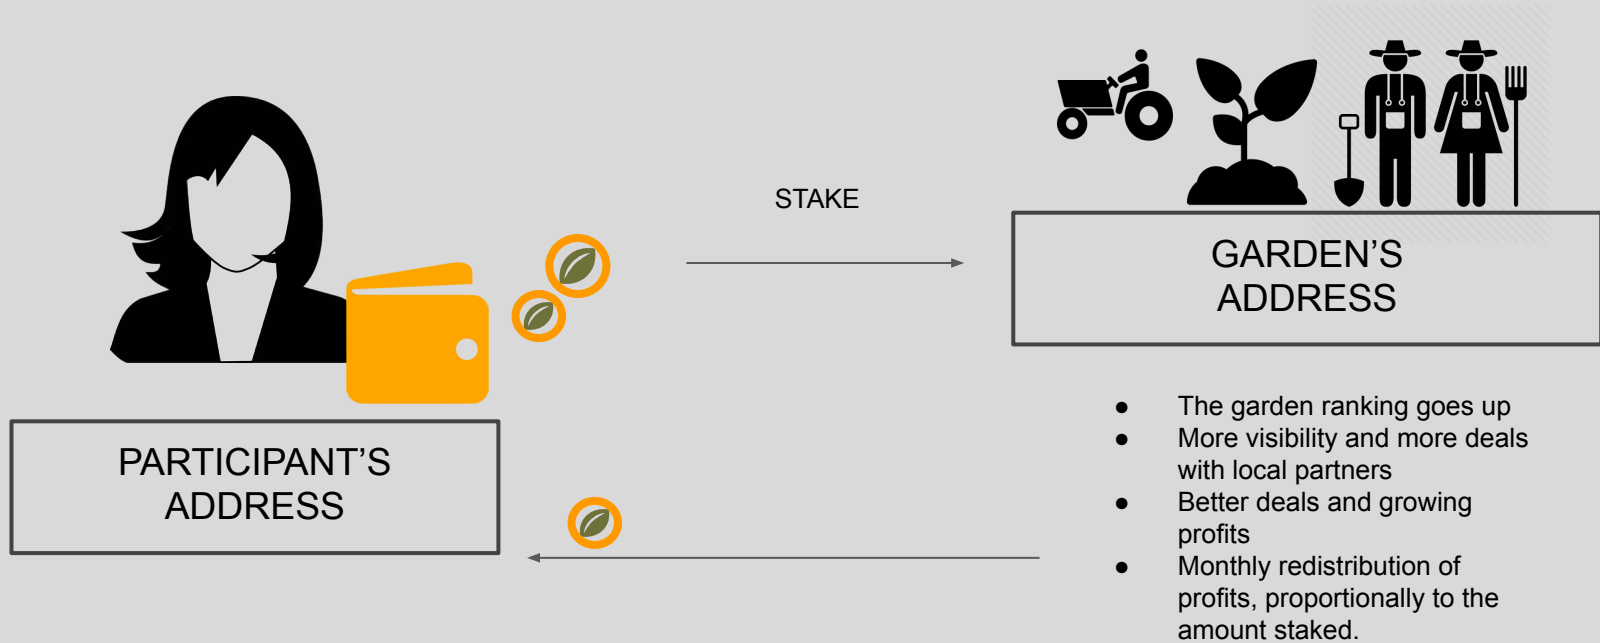 STAKE
GARDEN'S
ADDRESS
PARTICIPANT'S
ADDRESS
● The garden ranking goes up
● More visibility and more deals
with local partners
● Better deals and growing
profits
● Monthly redistribution of
profits, proportionally to the
amount staked.